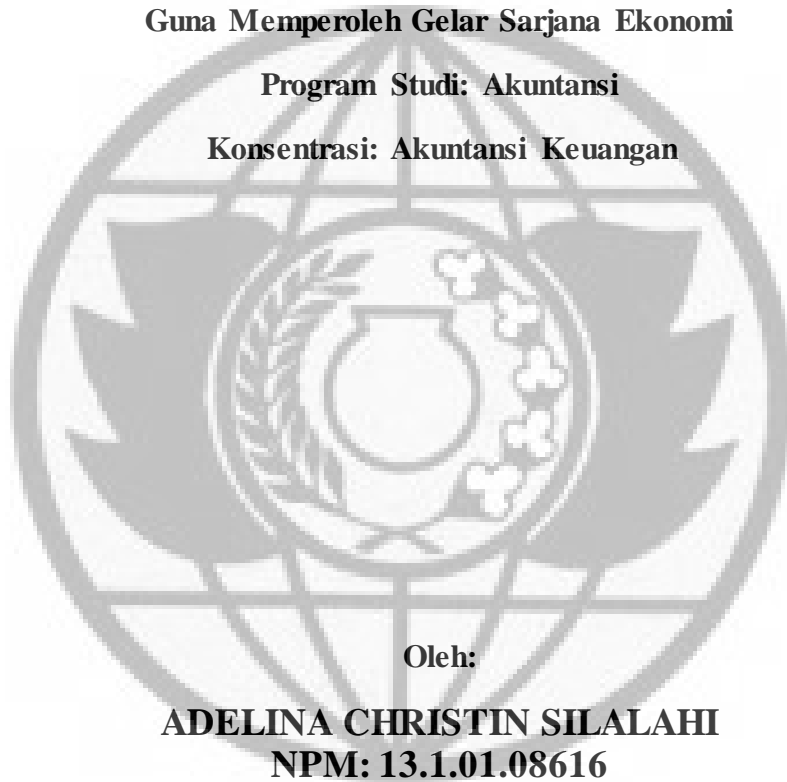 Guna Memperoleh Gelar Sarjana Ekonomi
Program Studi: Akuntansi
Konsentrasi: Akuntansi Keuangan
Oleh:
ADELINA CHRISTIN SILALAHI
NPM: 13.1.01.08616